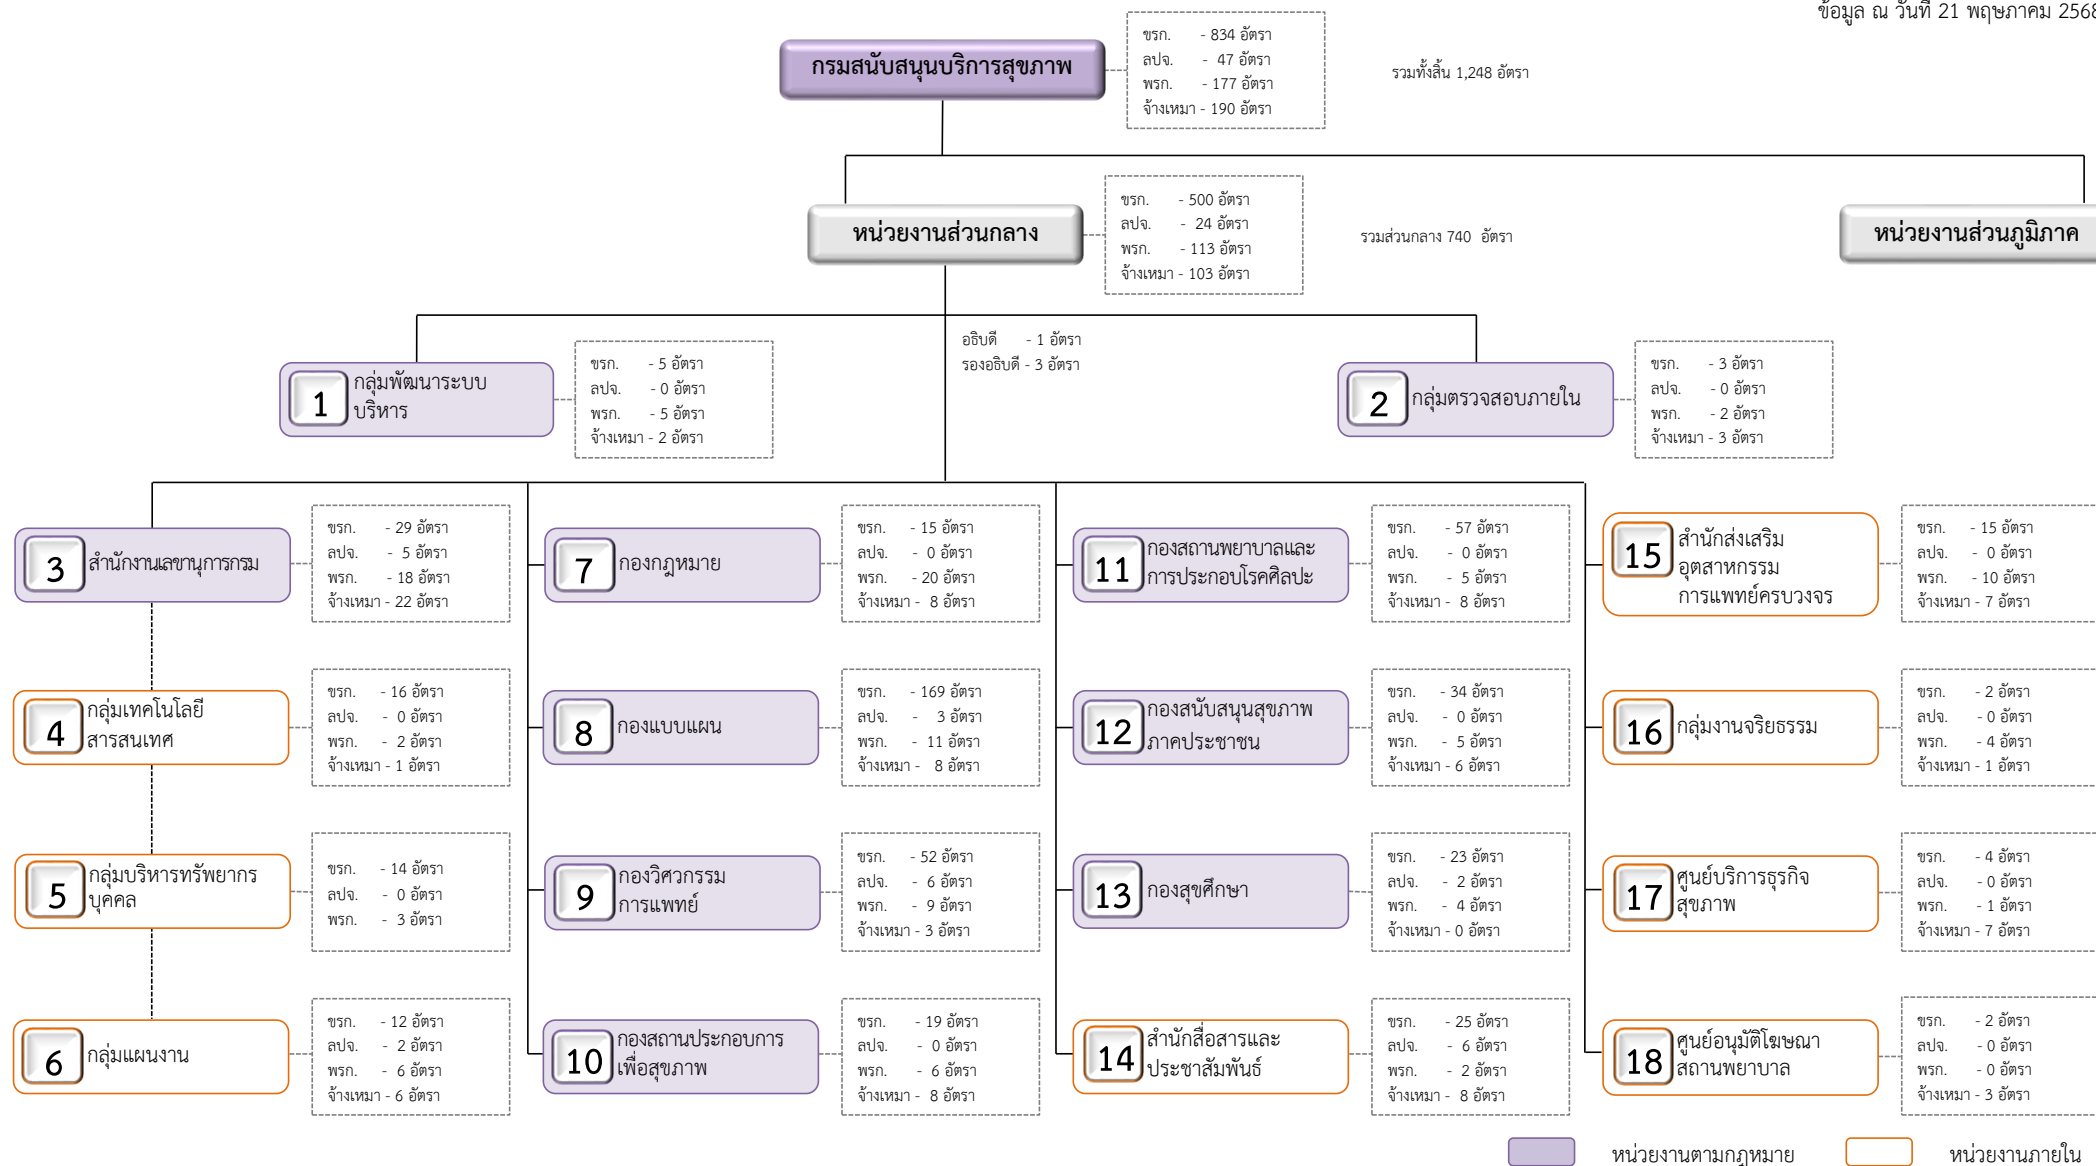 ข้อมูล ณ วันที่ 21 พฤษภาคม 2568
กรมสนับสนุนบริการสุขภาพ
ขรก. - 834 อัตรา
ลปจ. - 47 อัตรา
พรก. - 177 อัตรา
จ้างเหมา - 190 อัตรา
รวมทั้งสิ้น 1,248 อัตรา
หน่วยงานส่วนกลาง
ขรก. - 500 อัตรา
ลปจ. - 24 อัตรา
พรก. - 113 อัตรา
จ้างเหมา - 103 อัตรา
รวมส่วนกลาง 740 อัตรา
หน่วยงานส่วนภูมิภาค
อธิบดี - 1 อัตรา
รองอธิบดี - 3 อัตรา
1
กลุ่มพัฒนาระบบ
บริหาร
ขรก. - 5 อัตรา
ลปจ. - 0 อัตรา
พรก. - 5 อัตรา
จ้างเหมา - 2 อัตรา
2
กลุ่มตรวจสอบภายใน
ขรก. - 3 อัตรา
ลปจ. - 0 อัตรา
พรก. - 2 อัตรา
จ้างเหมา - 3 อัตรา
3
สำนักงานเลขานุการกรม
ขรก. - 29 อัตรา
ลปจ. - 5 อัตรา
พรก. - 18 อัตรา
จ้างเหมา - 22 อัตรา
4
กลุ่มเทคโนโลยี
สารสนเทศ
ขรก. - 16 อัตรา
ลปจ. - 0 อัตรา
พรก. - 2 อัตรา
จ้างเหมา - 1 อัตรา
5
กลุ่มบริหารทรัพยากร
บุคคล
ขรก. - 14 อัตรา
ลปจ. - 0 อัตรา
พรก. - 3 อัตรา
6
กลุ่มแผนงาน
ขรก. - 12 อัตรา
ลปจ. - 2 อัตรา
พรก. - 6 อัตรา
จ้างเหมา - 6 อัตรา
7
กองกฎหมาย
ขรก. - 15 อัตรา
ลปจ. - 0 อัตรา
พรก. - 20 อัตรา
จ้างเหมา - 8 อัตรา
8
กองแบบแผน
ขรก. - 169 อัตรา
ลปจ. - 3 อัตรา
พรก. - 11 อัตรา
จ้างเหมา - 8 อัตรา
9
กองวิศวกรรม
การแพทย์
ขรก. - 52 อัตรา
ลปจ. - 6 อัตรา
พรก. - 9 อัตรา
จ้างเหมา - 3 อัตรา
10
กองสถานประกอบการ
เพื่อสุขภาพ
ขรก. - 19 อัตรา
ลปจ. - 0 อัตรา
พรก. - 6 อัตรา
จ้างเหมา - 8 อัตรา
11
กองสถานพยาบาลและ
การประกอบโรคศิลปะ
ขรก. - 57 อัตรา
ลปจ. - 0 อัตรา
พรก. - 5 อัตรา
จ้างเหมา - 8 อัตรา
12
กองสนับสนุนสุขภาพ
ภาคประชาชน
ขรก. - 34 อัตรา
ลปจ. - 0 อัตรา
พรก. - 5 อัตรา
จ้างเหมา - 6 อัตรา
13
กองสุขศึกษา
ขรก. - 23 อัตรา
ลปจ. - 2 อัตรา
พรก. - 4 อัตรา
จ้างเหมา - 0 อัตรา
14
สำนักสื่อสารและ
ประชาสัมพันธ์
ขรก. - 25 อัตรา
ลปจ. - 6 อัตรา
พรก. - 2 อัตรา
จ้างเหมา - 8 อัตรา
15
สำนักส่งเสริม
อุตสาหกรรม
การแพทย์ครบวงจร
ขรก. - 15 อัตรา
ลปจ. - 0 อัตรา
พรก. - 10 อัตรา
จ้างเหมา - 7 อัตรา
16
กลุ่มงานจริยธรรม
ขรก. - 2 อัตรา
ลปจ. - 0 อัตรา
พรก. - 4 อัตรา
จ้างเหมา - 1 อัตรา
17
ศูนย์บริการธุรกิจ
สุขภาพ
ขรก. - 4 อัตรา
ลปจ. - 0 อัตรา
พรก. - 1 อัตรา
จ้างเหมา - 7 อัตรา
18
ศูนย์อนุมัติโฆษณา
สถานพยาบาล
ขรก. - 2 อัตรา
ลปจ. - 0 อัตรา
พรก. - 0 อัตรา
จ้างเหมา - 3 อัตรา
หน่วยงานตามกฎหมาย
หน่วยงานภายใน